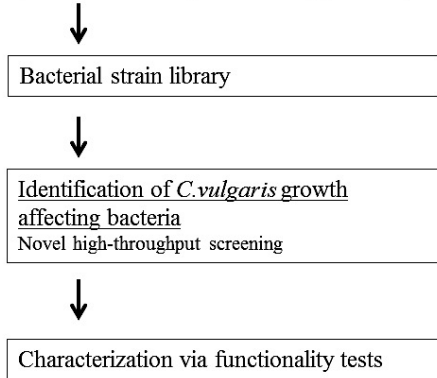 Bacterial strain library
Identification of C.vulgaris growth
affecting bacteria
Novel high-throughput screening
Characterization via functionality tests